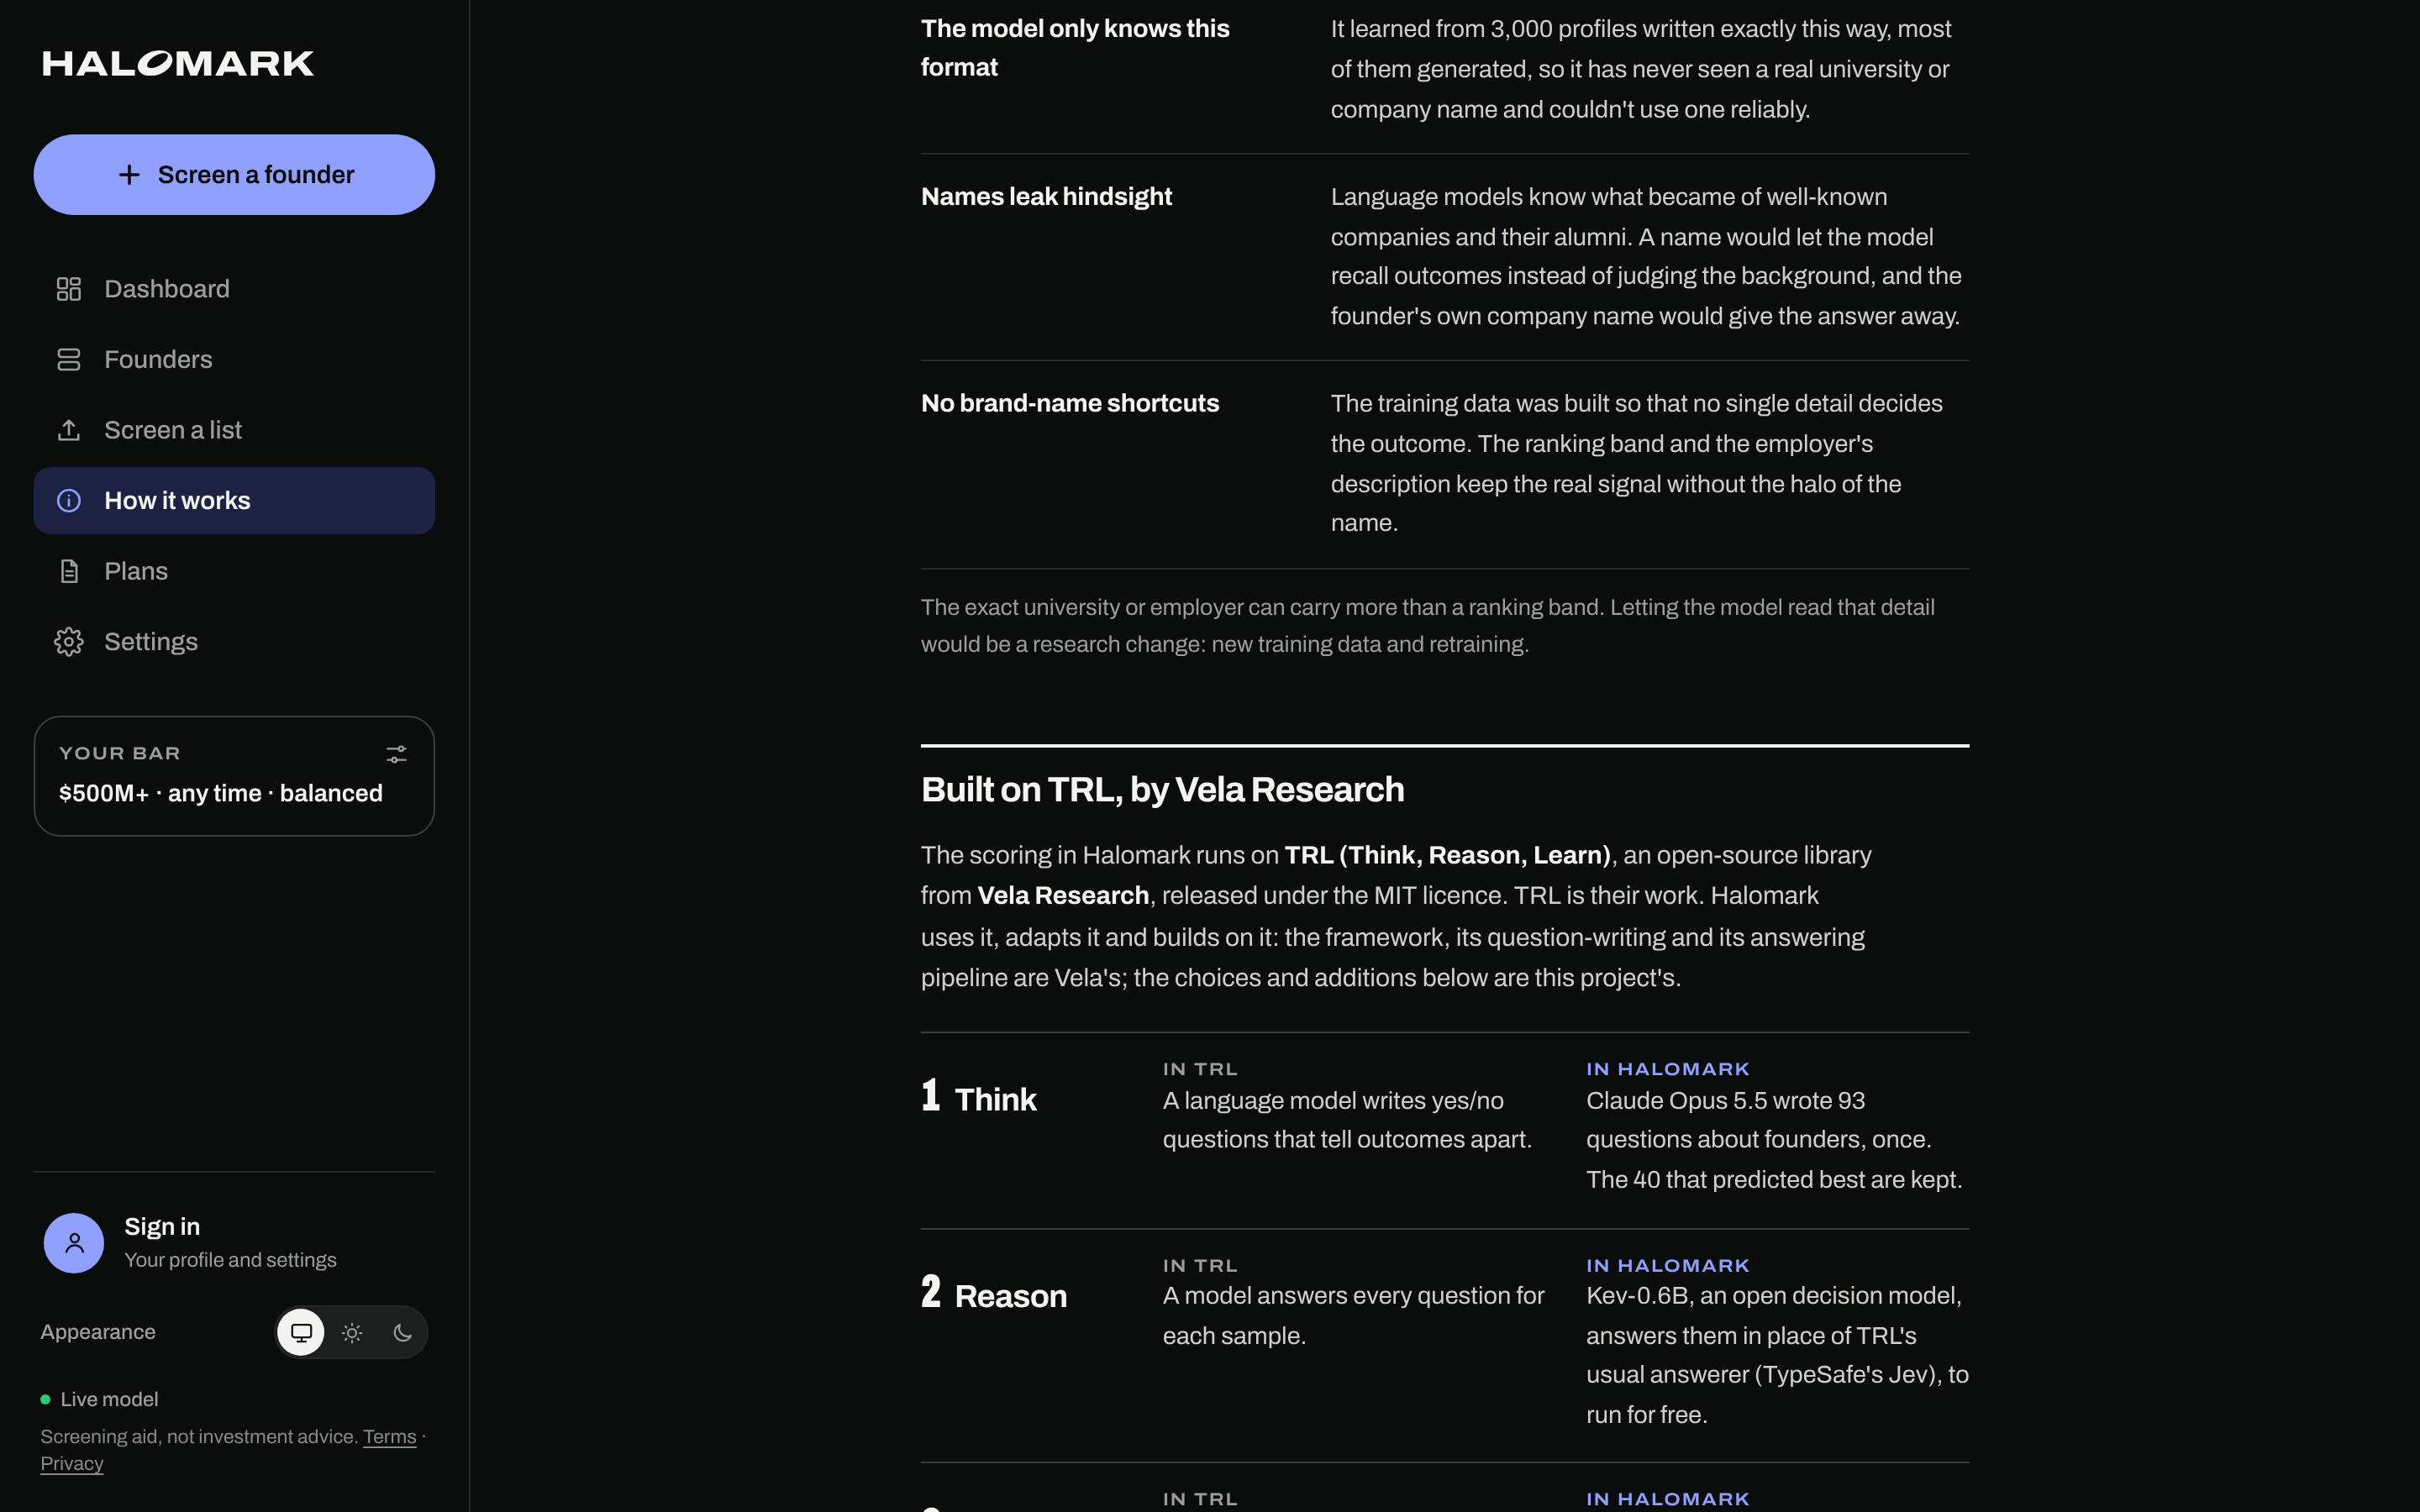 HALOMARK
Screen a founder
Dashboard
Founders
Screen a list
How it works
Plans
Settings
YOUR BAR
$500M+ · any time · balanced
Sign in
Your profile and settings
Appearance
Live model
Screening aid, not investment advice. Terms ·
Privacy
The model only knows this
format
It learned from 3,000 profiles written exactly this way, most
of them generated, so it has never seen a real university or
company name and couldn't use one reliably.
Names leak hindsight
Language models know what became of well-known
companies and their alumni. A name would let the model
recall outcomes instead of judging the background, and the
founder's own company name would give the answer away.
No brand-name shortcuts
The training data was built so that no single detail decides
the outcome. The ranking band and the employer's
description keep the real signal without the halo of the
name.
The exact university or employer can carry more than a ranking band. Letting the model read that detail
would be a research change: new training data and retraining.
Built on TRL, by Vela Research
The scoring in Halomark runs on TRL (Think, Reason, Learn), an open-source library
from Vela Research, released under the MIT licence. TRL is their work. Halomark
uses it, adapts it and builds on it: the framework, its question-writing and its answering
pipeline are Vela's; the choices and additions below are this project's.
1 Think
IN TRL
A language model writes yes/no
questions that tell outcomes apart.
IN HALOMARK
Claude Opus 5.5 wrote 93
questions about founders, once.
The 40 that predicted best are kept.
2 Reason
IN TRL
A model answers every question for
each sample.
IN HALOMARK
Kev-0.6B, an open decision model,
answers them in place of TRL's
usual answerer (TypeSafe's Jev), to
run for free.
IN TRL
IN HALOMARK